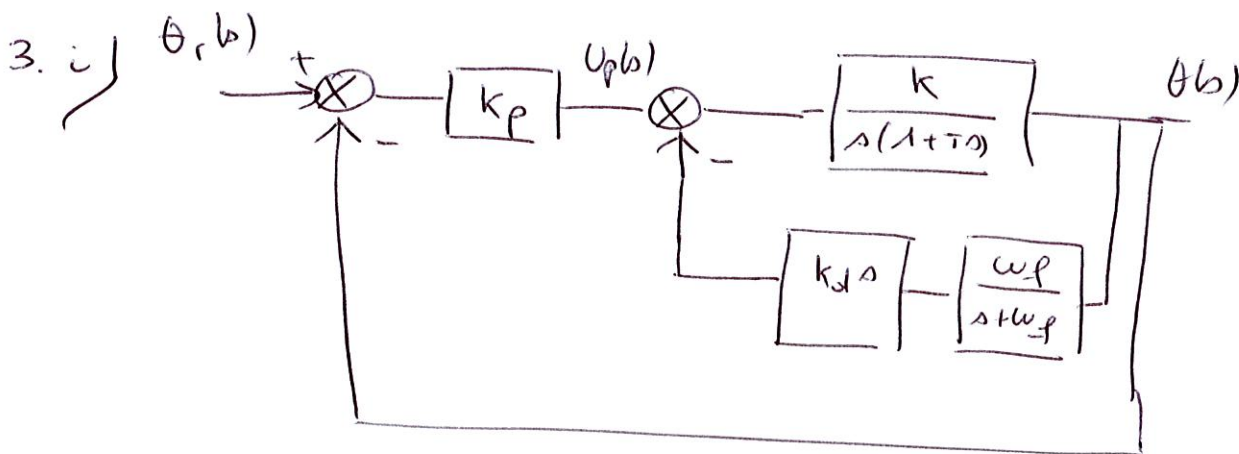 3. i) θr(s)
+
-
Kp
Up(s)
-
K
s(1+Ts)
θ(s)
Kd s
ωf
s+ωf